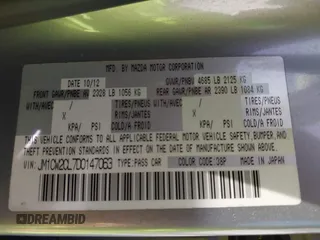 MFD. BY MAZDA MOTOR CORPORATION
DATE 10/12 GVWR/PNBV 4685 LB 2125 KG
FRONT GAWR/PNBE AR 2328 LB 1056 KG REAR GAWR/PNBE AR 2390 LB 1084 KG
WITH/AVEC TIRES/PNEUS WITH/AVEC TIRES/PNEUS
RIMS/JANTES RIMS/JANTES
KPA/ PSI COLD/A FROID KPA/ PSI COLD/A FROID
THIS VEHICLE CONFORMS TO ALL APPLICABLE FEDERAL MOTOR VEHICLE SAFETY, BUMPER, AND
THEFT PREVENTION STANDARDS IN EFFECT ON THE DATE OF MANUFACTURE SHOWN ABOVE.
VIN: JM1CW2CL7D0147063 TYPE: PASS CAR COLOR CODE: 38P MADE IN JAPAN
AUTOBIDMASTER